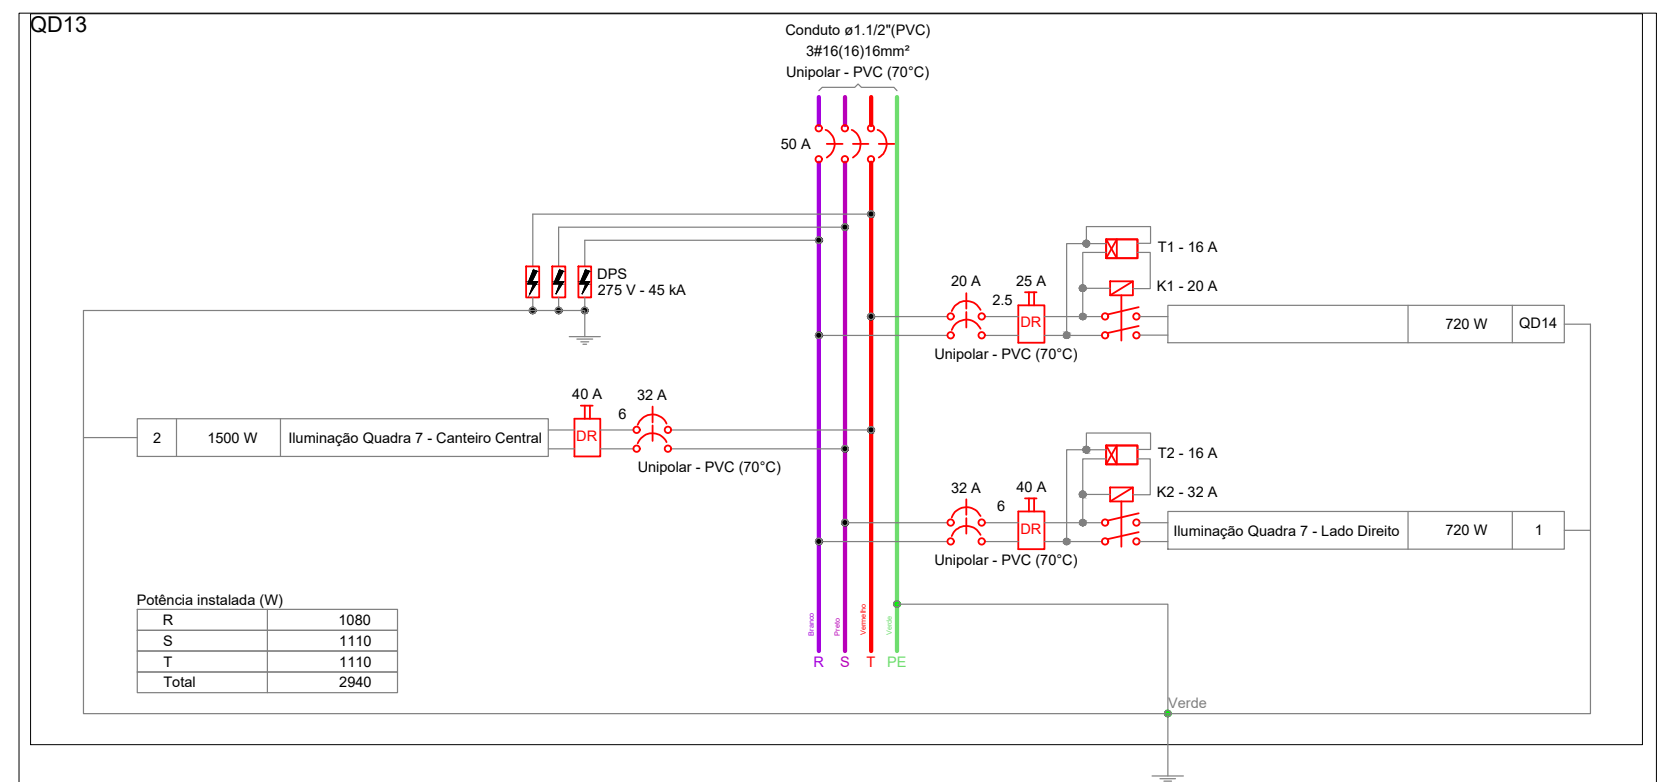 QD13
Conduto ø1.1/2"(PVC)
3#16(16)16mm²
Unipolar - PVC (70°C)
50 A
DPS
275 V - 45 kA
T1 - 16 A
K1 - 20 A
20 A
2.5
25 A
DR
Unipolar - PVC (70°C)
720 W
QD14
40 A
6
32 A
2
1500 W
Iluminação Quadra 7 - Canteiro Central
DR
Unipolar - PVC (70°C)
T2 - 16 A
K2 - 32 A
32 A
6
40 A
DR
Unipolar - PVC (70°C)
Iluminação Quadra 7 - Lado Direito
720 W
1
Potência instalada (W)
R 1080
S 1110
T 1110
Total 2940
Branco
Preto
Vermelho
Verde
R S T PE
Verde